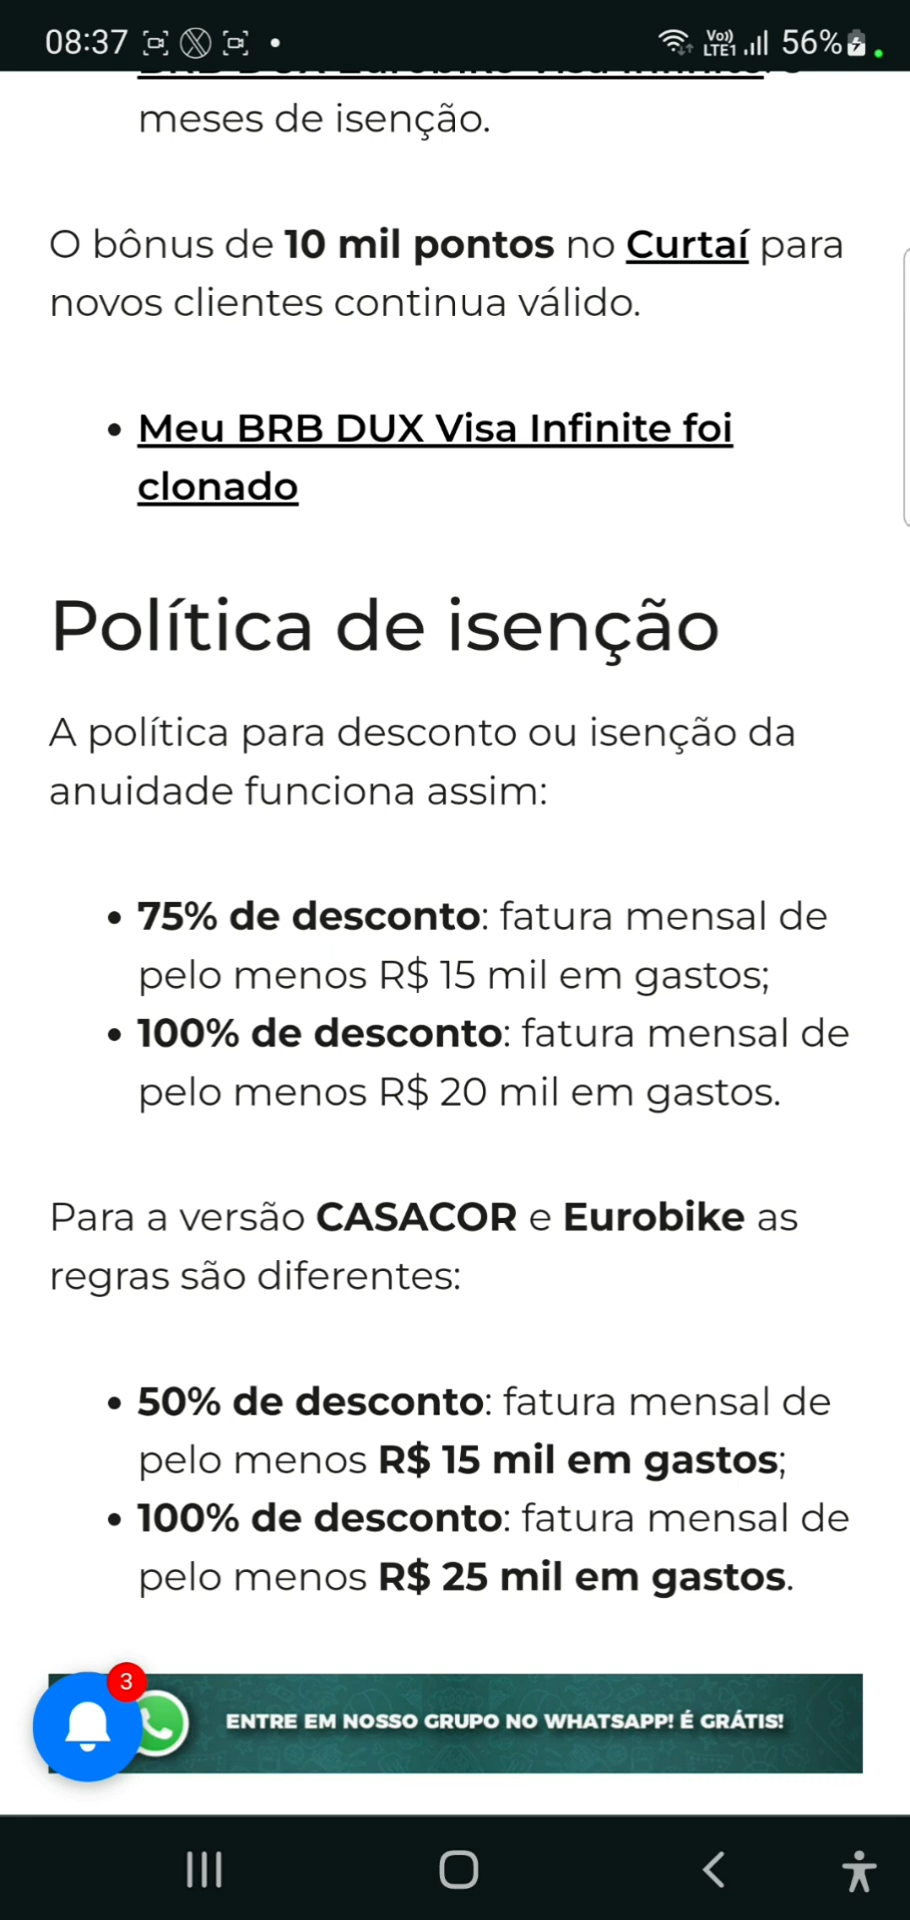 08:37
Vo))
LTE1
56%
meses de isenção.
O bônus de 10 mil pontos no Curtaí para
novos clientes continua válido.
• Meu BRB DUX Visa Infinite foi
clonado
Política de isenção
A política para desconto ou isenção da
anuidade funciona assim:
• 75% de desconto: fatura mensal de
pelo menos R$ 15 mil em gastos;
• 100% de desconto: fatura mensal de
pelo menos R$ 20 mil em gastos.
Para a versão CASACOR e Eurobike as
regras são diferentes:
• 50% de desconto: fatura mensal de
pelo menos R$ 15 mil em gastos;
• 100% de desconto: fatura mensal de
pelo menos R$ 25 mil em gastos.
3
ENTRE EM NOSSO GRUPO NO WHATSAPP! É GRÁTIS!